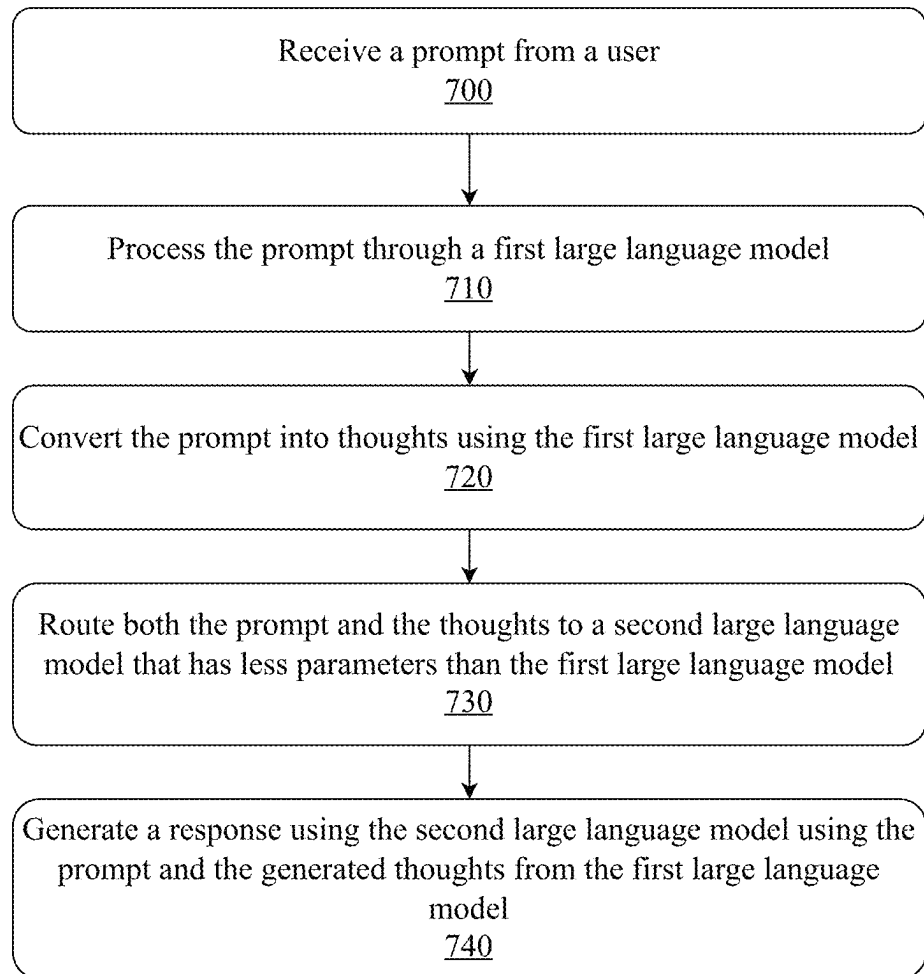 Receive a prompt from a user
700
Process the prompt through a first large language model
710
Convert the prompt into thoughts using the first large language model
720
Route both the prompt and the thoughts to a second large language
model that has less parameters than the first large language model
730
Generate a response using the second large language model using the
prompt and the generated thoughts from the first large language
model
740